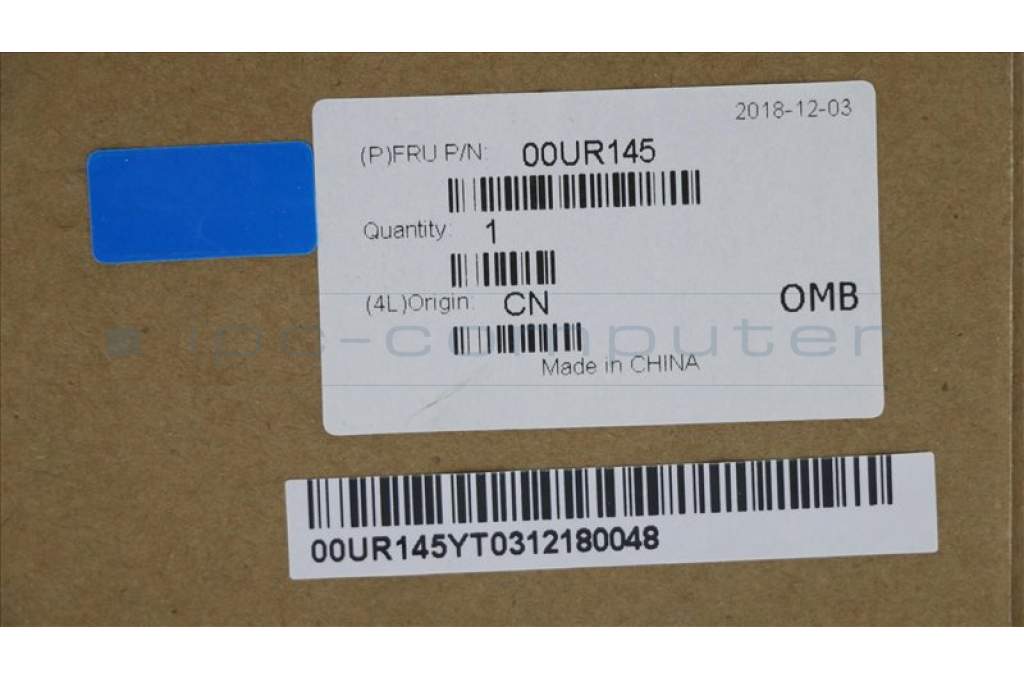 2018-12-03
(P)FRU P/N: 00UR145
Quantity: 1
(4L)Origin: CN
OMB
ipc-computer
Made in CHINA
00UR145YT0312180048